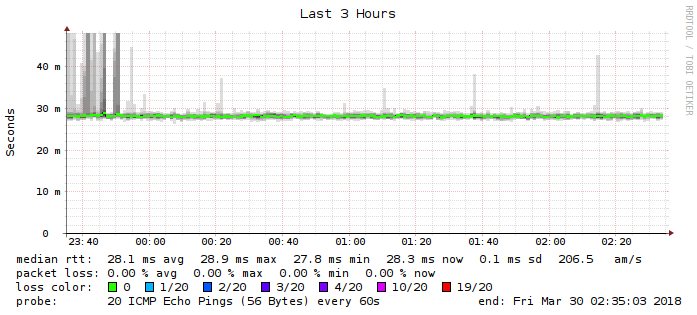 Last 3 Hours
RRDTOOL / TOBI OETIKER
Seconds
40 m
30 m
20 m
10 m
0
23:40 00:00 00:20 00:40 01:00 01:20 01:40 02:00 02:20
median rtt: 28.1 ms avg 28.9 ms max 27.8 ms min 28.3 ms now 0.1 ms sd 206.5 am/s
packet loss: 0.00 % avg 0.00 % max 0.00 % min 0.00 % now
loss color: 0 1/20 2/20 3/20 4/20 10/20 19/20
probe: 20 ICMP Echo Pings (56 Bytes) every 60s end: Fri Mar 30 02:35:03 2018